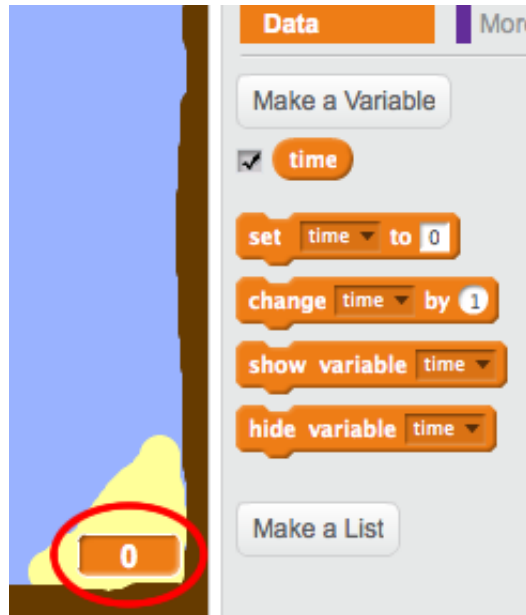 Data More
Make a Variable
time
set time to 0
change time by 1
show variable time
hide variable time
0
Make a List